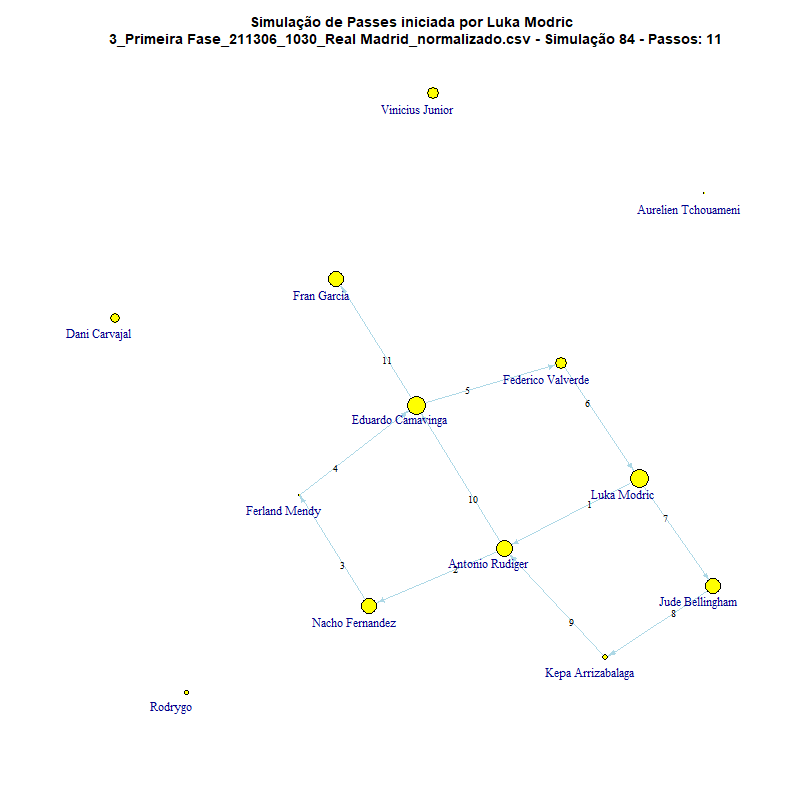 Simulação de Passes iniciada por Luka Modric
3_Primeira Fase_211306_1030_Real Madrid_normalizado.csv - Simulação 84 - Passos: 11
Vinicius Junior
Aurelien Tchouameni
Fran Garcia
Dani Carvajal
11
Federico Valverde
5
6
Eduardo Camavinga
4
Luka Modric
10
1
Ferland Mendy
7
Antonio Rudiger
3
2
Jude Bellingham
8
Nacho Fernandez
9
Kepa Arrizabalaga
Rodrygo